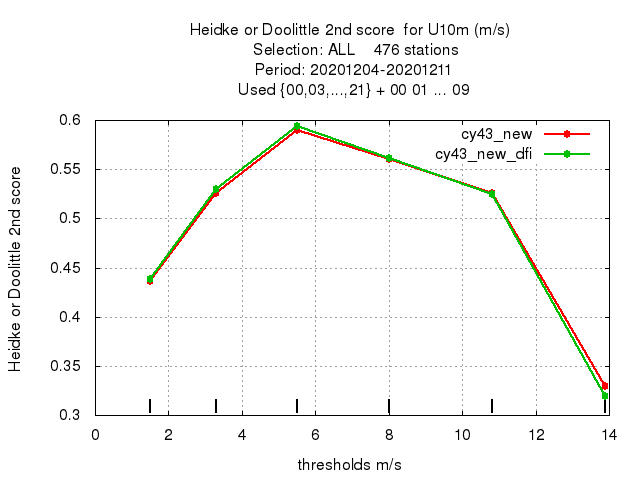 Heidke or Doolittle 2nd score  for U10m (m/s)
Selection: ALL    476 stations
Period: 20201204-20201211
Used {00,03,...,21} + 00 01 ... 09
cy43_new
cy43_new_dfi
Heidke or Doolittle 2nd score
0.6
0.55
0.5
0.45
0.4
0.35
0.3
0 2 4 6 8 10 12 14
thresholds m/s